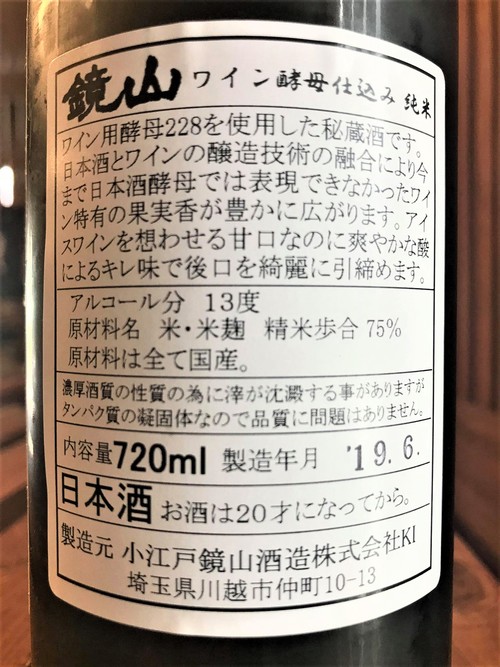 鏡山 ワイン酵母仕込み 純米
ワイン用酵母228を使用した秘蔵酒です。
日本酒とワインの醸造技術の融合により今
まで日本酒酵母では表現できなかったワイ
ン特有の果実香が豊かに広がります。アイ
スワインを想わせる甘口なのに爽やかな酸
によるキレ味で後口を綺麗に引締めます。
アルコール分 13度
原材料名 米・米麹 精米歩合 75%
原材料は全て国産。
濃厚酒質の性質の為に滓が沈澱する事がありますが
タンパク質の凝固体なので品質に問題はありません。
内容量720ml 製造年月 '19.6.
日本酒 お酒は20才になってから。
製造元 小江戸鏡山酒造株式会社KI
埼玉県川越市仲町10-13